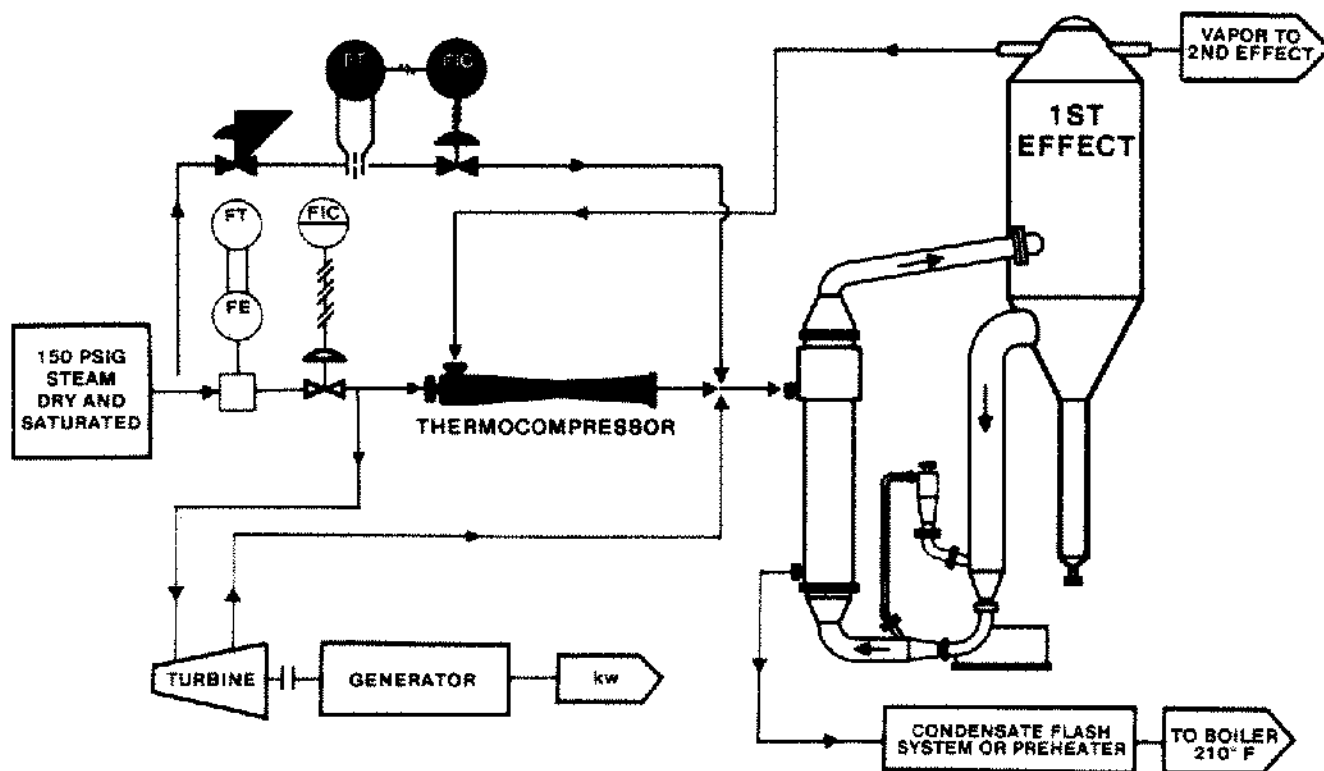 VAPOR TO
2ND EFFECT
FT
FIC
1ST
EFFECT
FT
FIC
FE
150 PSIG
STEAM
DRY AND
SATURATED
THERMOCOMPRESSOR
TURBINE
GENERATOR
kw
CONDENSATE FLASH
SYSTEM OR PREHEATER
TO BOILER
210° F